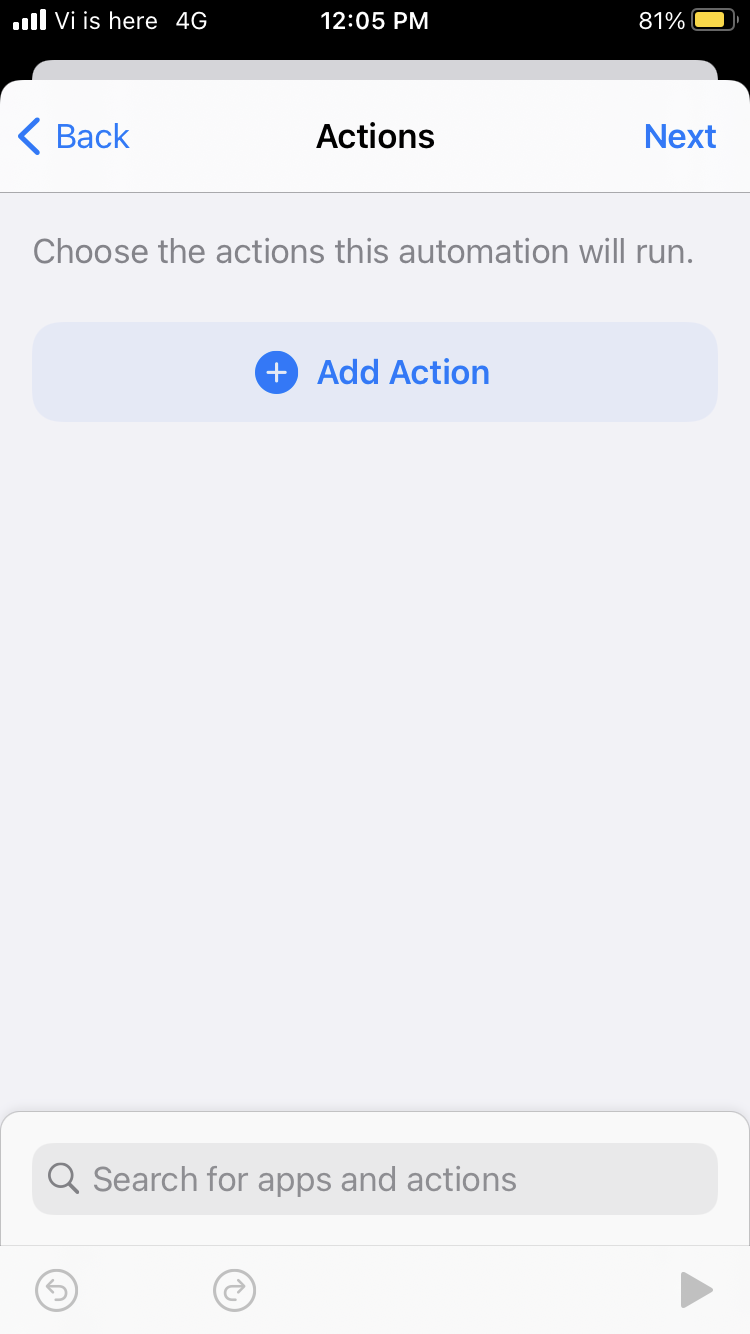 Vi is here 4G 12:05 PM 81%
Back Actions Next
Choose the actions this automation will run.
Add Action
Search for apps and actions